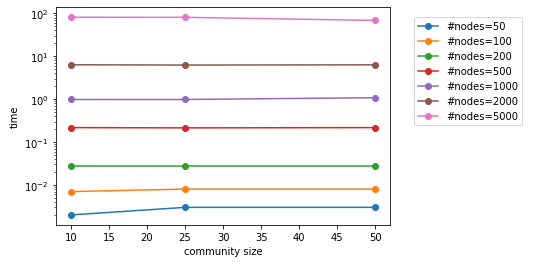 10²
10¹
10⁰
10⁻¹
10⁻²
time
10 15 20 25 30 35 40 45 50
community size
#nodes=50
#nodes=100
#nodes=200
#nodes=500
#nodes=1000
#nodes=2000
#nodes=5000